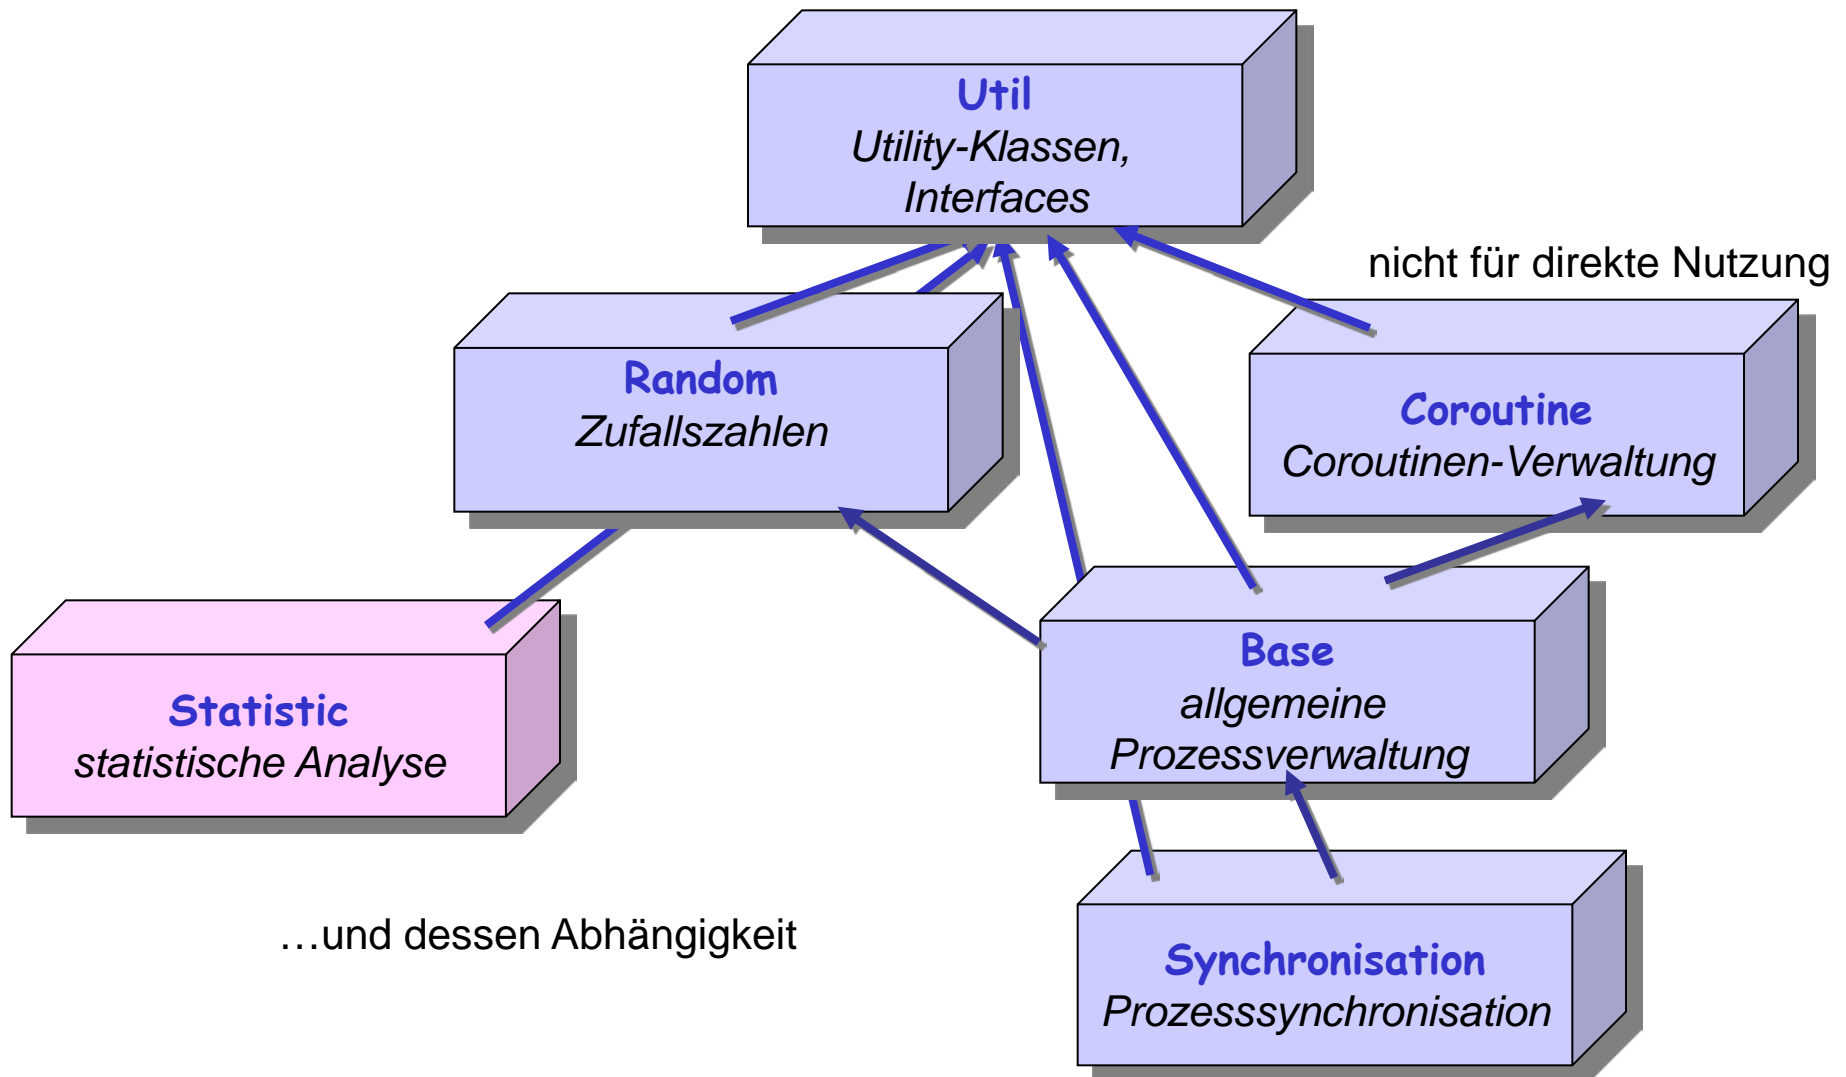 Util
Utility-Klassen,
Interfaces
nicht für direkte Nutzung
Random
Zufallszahlen
Coroutine
Coroutinen-Verwaltung
Base
allgemeine
Prozessverwaltung
Statistic
statistische Analyse
…und dessen Abhängigkeit
Synchronisation
Prozesssynchronisation